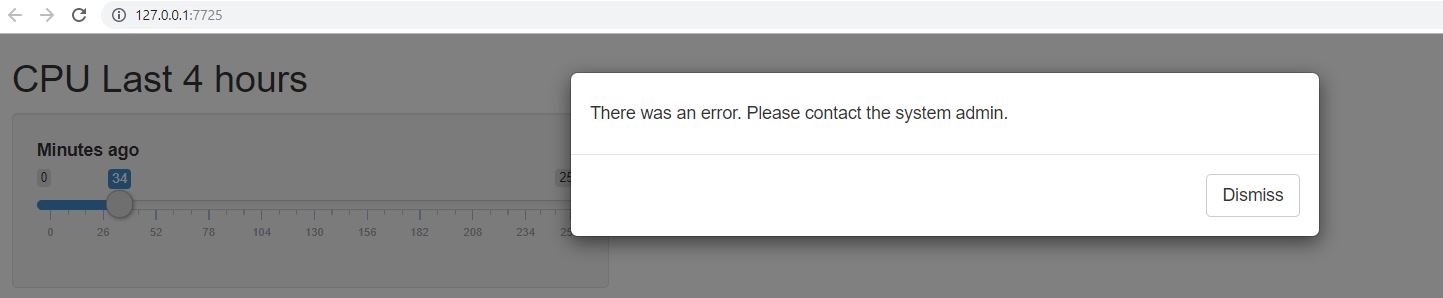 127.0.0.1:7725
CPU Last 4 hours
There was an error. Please contact the system admin.
Minutes ago
0 34
Dismiss
0 26 52 78 104 130 156 182 208 234